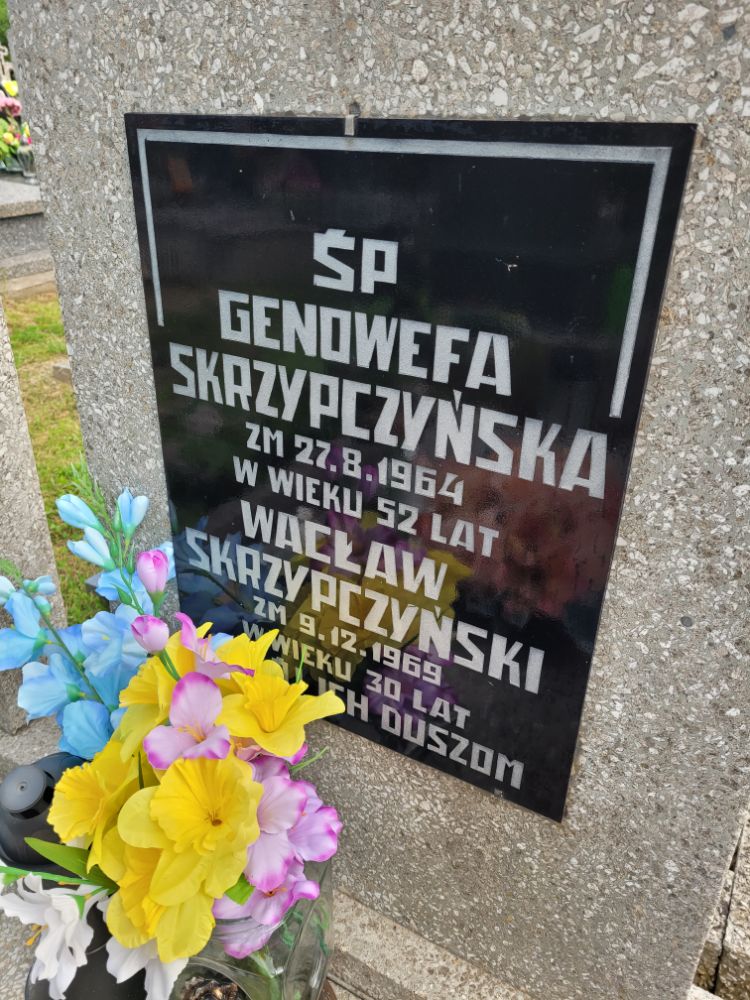 ŚP
GENOWEFA
SKRZYPCZYŃSKA
ZM 27.8.1964
W WIEKU 52 LAT
WACŁAW
SKRZYPCZYŃSKI
ZM 9.12.1969
W WIEKU 30 LAT
ICH DUSZOM